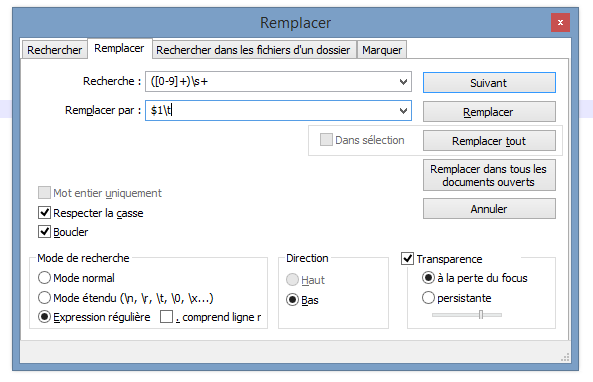 Remplacer
x
Rechercher Remplacer Rechercher dans les fichiers d'un dossier Marquer
Recherche : ([0-9]+)\s+ Suivant
Remplacer par : $1\t Remplacer
Dans sélection Remplacer tout
Remplacer dans tous les
documents ouverts
Mot entier uniquement
Respecter la casse Annuler
Boucler
Mode de recherche Direction Transparence
Mode normal Haut à la perte du focus
Mode étendu (\n, \r, \t, \0, \x...) Bas persistante
Expression régulière . comprend ligne r